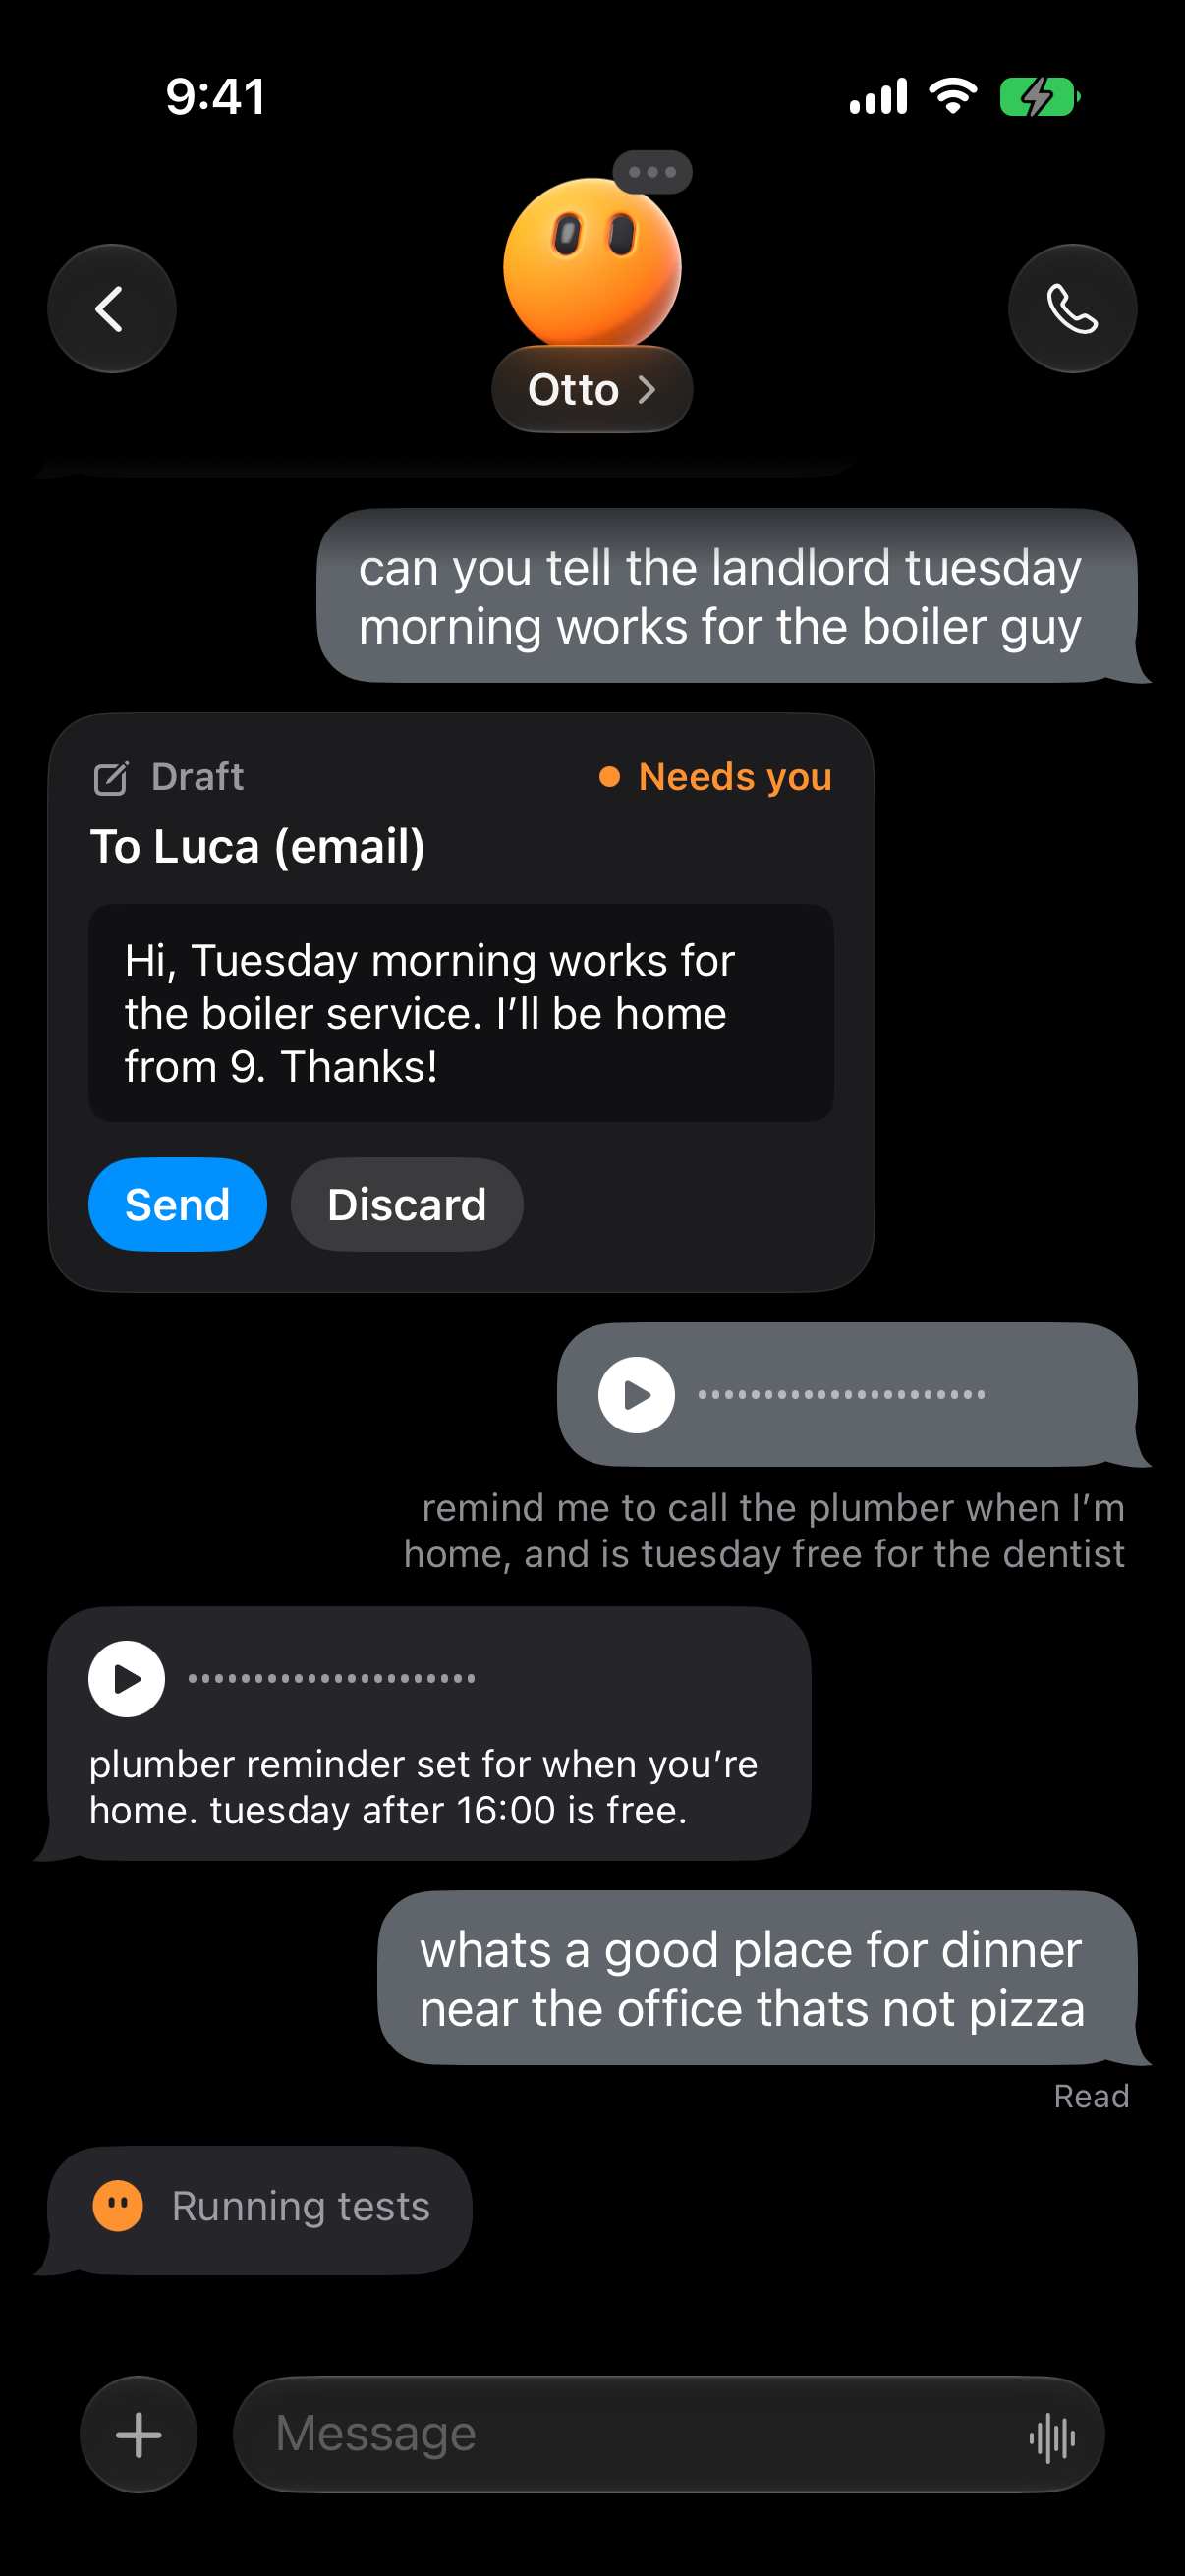 9:41
Otto
can you tell the landlord tuesday
morning works for the boiler guy
Draft
Needs you
To Luca (email)
Hi, Tuesday morning works for
the boiler service. I’ll be home
from 9. Thanks!
Send
Discard
remind me to call the plumber when I’m
home, and is tuesday free for the dentist
plumber reminder set for when you’re
home. tuesday after 16:00 is free.
whats a good place for dinner
near the office thats not pizza
Read
Running tests
Message